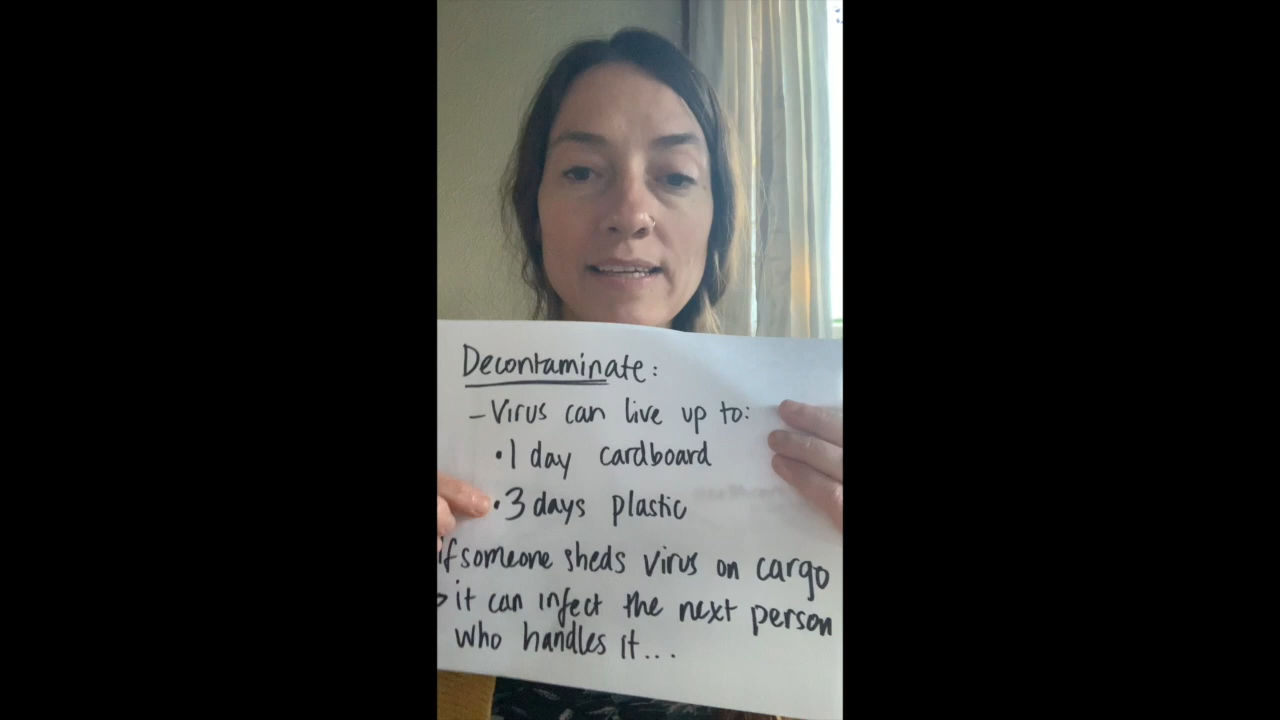 Decontaminate:
- Virus can live up to:
• 1 day cardboard
• 3 days plastic
If someone sheds virus on cargo
> it can infect the next person
who handles it...